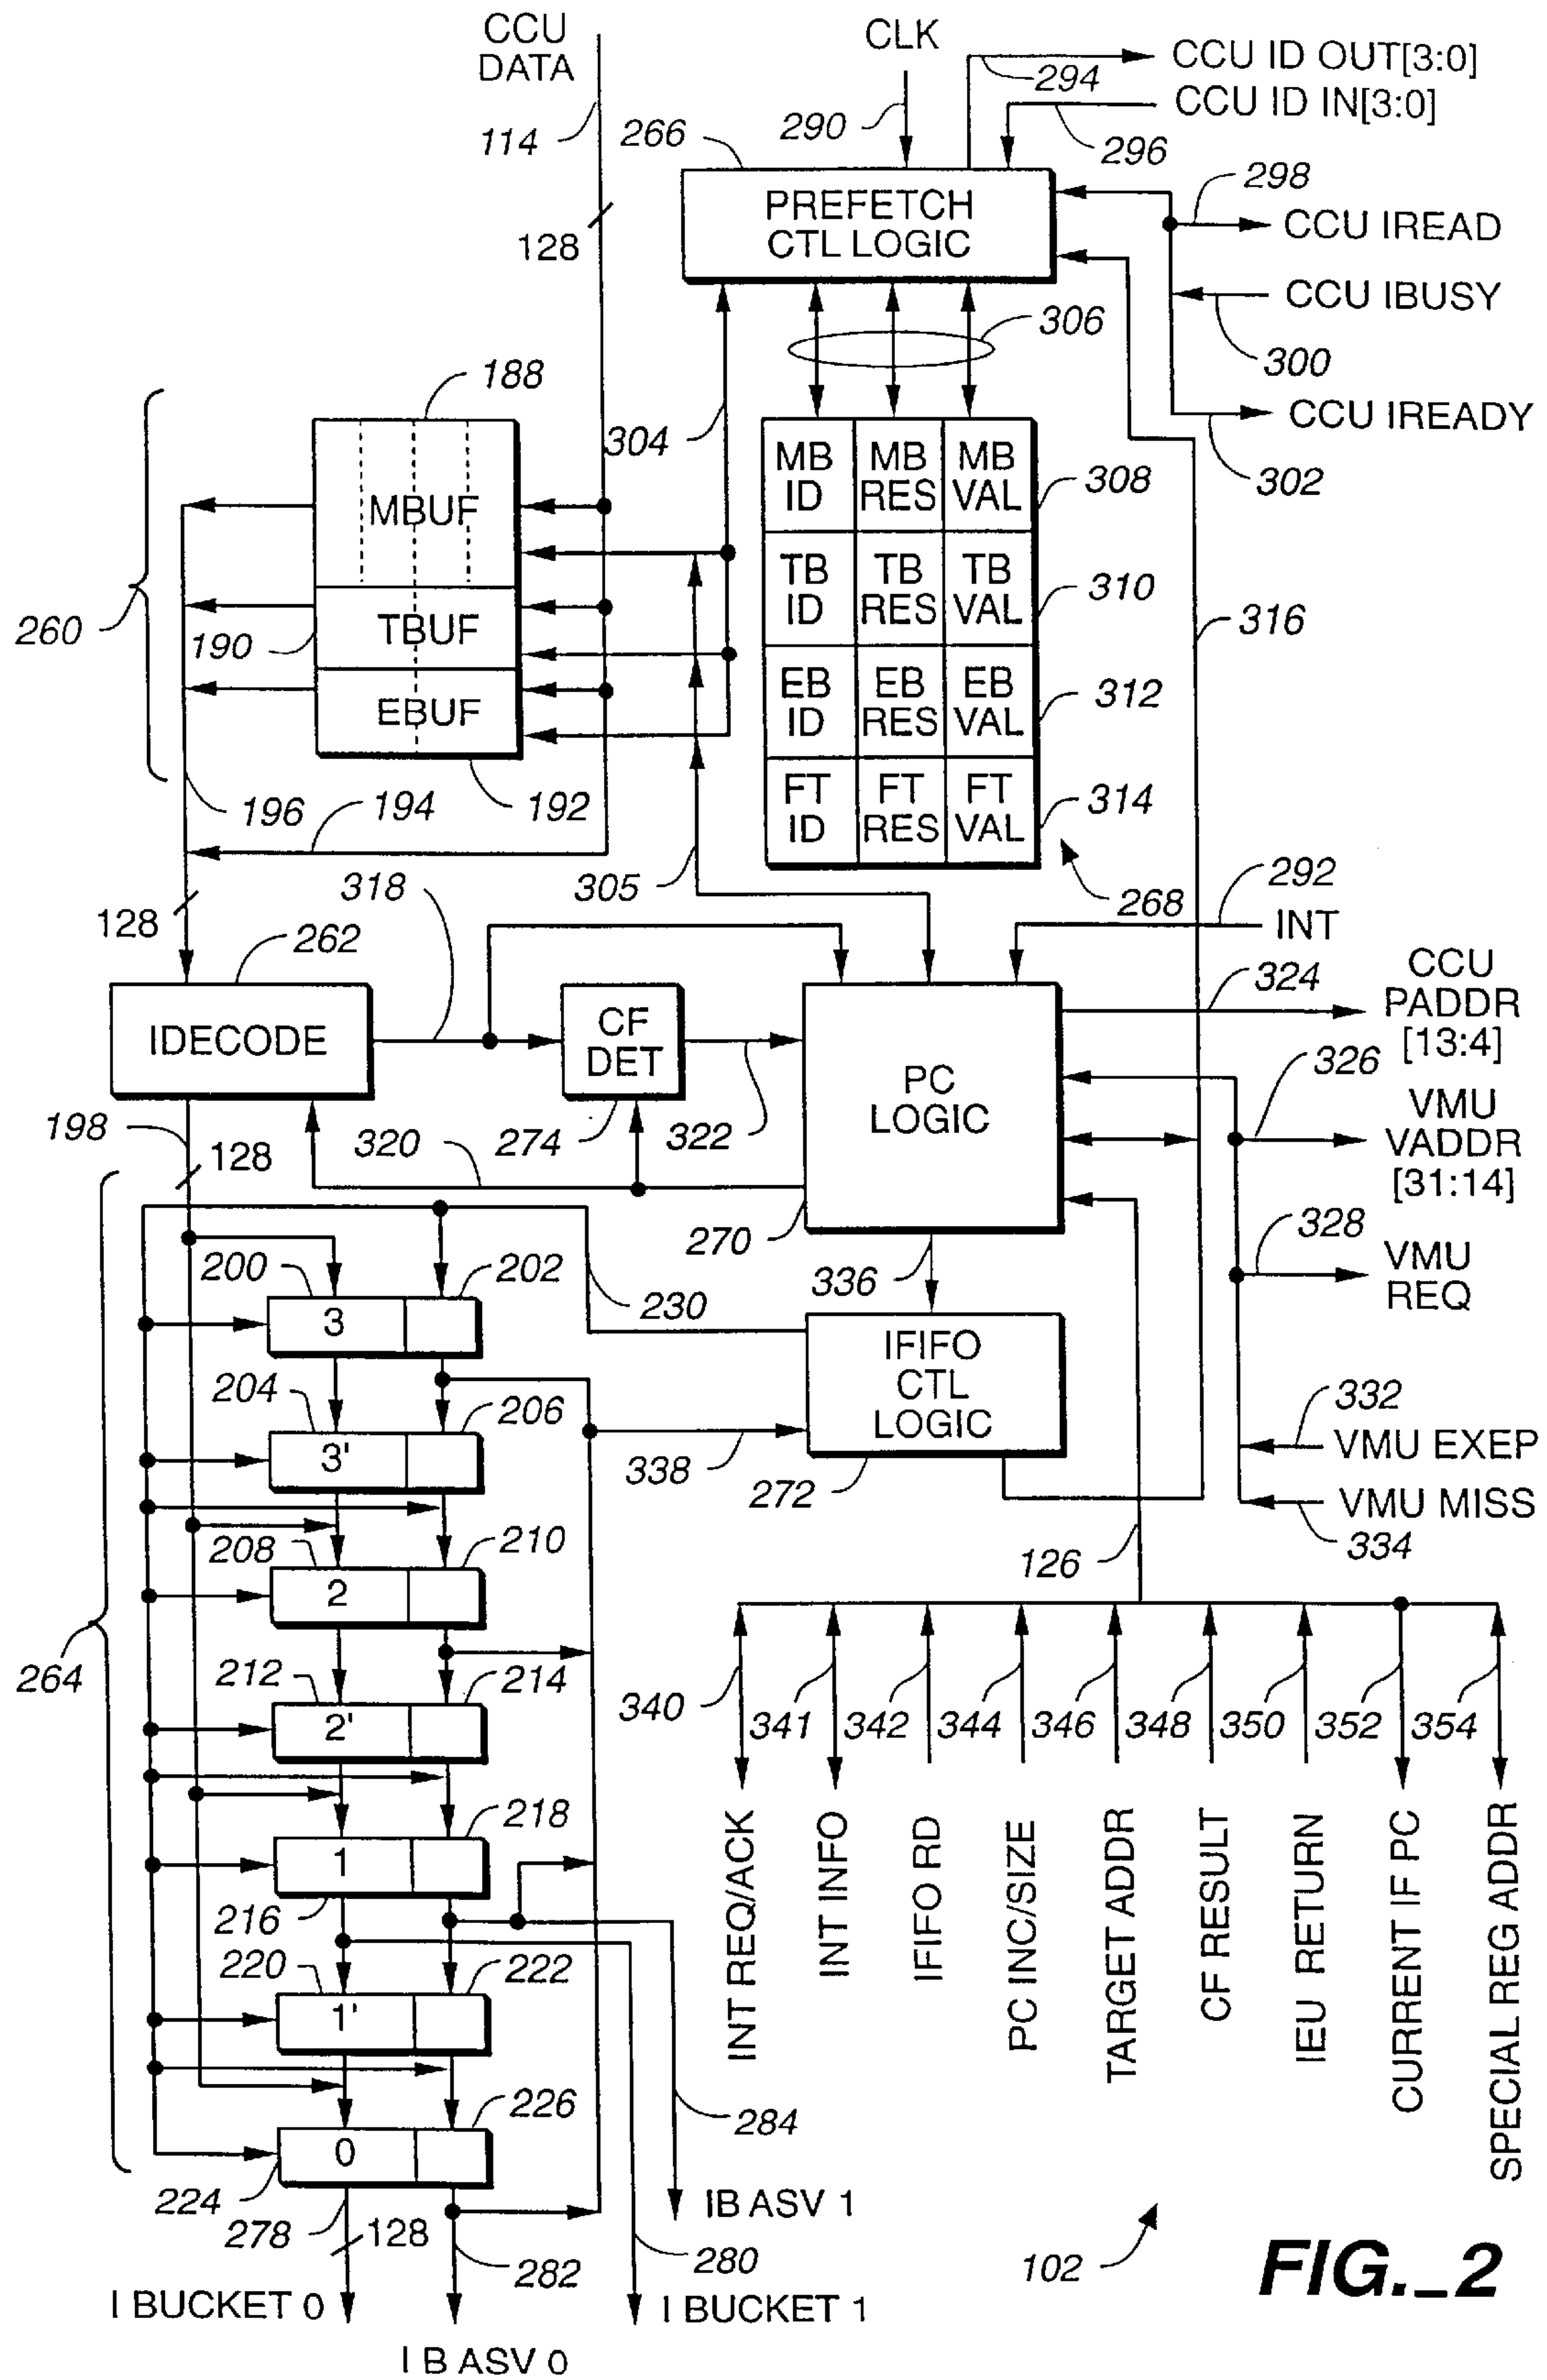 CCU
DATA
CLK
CCU ID OUT[3:0]
294
CCU ID IN[3:0]
114
266
290
296
298
PREFETCH
CTL LOGIC
CCU IREAD
128
CCU IBUSY
306
300
188
304
CCU IREADY
302
MBUF
MB
ID
MB
RES
MB
VAL
308
TB
ID
TB
RES
TB
VAL
310
316
260
190
TBUF
EB
ID
EB
RES
EB
VAL
312
EBUF
FT
ID
FT
RES
FT
VAL
314
196
194
192
318
305
268
292
128
262
INT
324
CCU
PADDR
[13:4]
IDECODE
CF
DET
PC
LOGIC
326
VMU
VADDR
[31:14]
198
128
320
274
322
270
328
VMU
REQ
200
202
336
230
3
IFIFO
CTL
LOGIC
204
206
332
VMU EXEP
3'
338
272
VMU MISS
334
208
210
126
2
264
212
214
2'
340
341
342
344
346
348
350
352
354
218
1
216
INT REQ/ACK
INT INFO
IFIFO RD
PC INC/SIZE
TARGET ADDR
CF RESULT
IEU RETURN
CURRENT IF PC
SPECIAL REG ADDR
220
222
1'
226
284
0
224
278
128
IB ASV 1
282
280
102
FIG._2
I BUCKET 0
I BUCKET 1
I B ASV 0